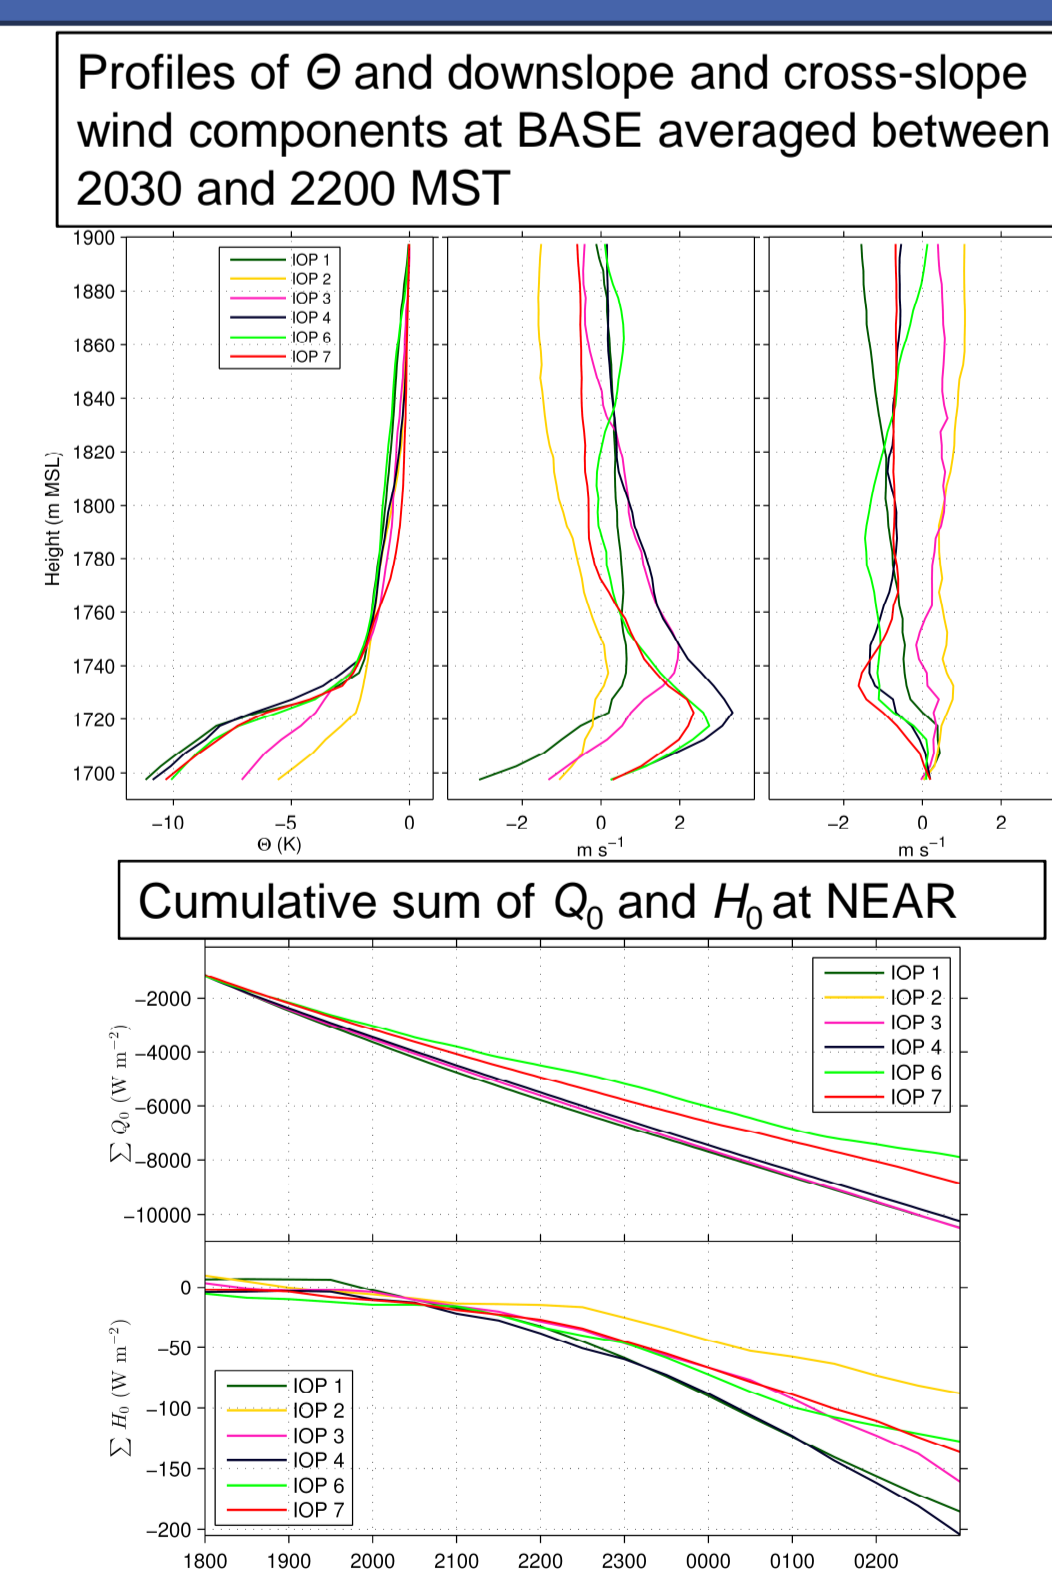 Profiles of Θ and downslope and cross-slope
wind components at BASE averaged between
2030 and 2200 MST
1900
1880
1860
1840
1820
1800
1780
1760
1740
1720
1700
Height (m MSL)
IOP 1
IOP 2
IOP 3
IOP 4
IOP 6
IOP 7
−10 −5 0
Θ (K)
−2 0 2
m s⁻¹
−2 0 2
m s⁻¹
Cumulative sum of Q₀ and H₀ at NEAR
−2000
−4000
−6000
−8000
−10000
∑ Q₀ (W m⁻²)
IOP 1
IOP 2
IOP 3
IOP 4
IOP 6
IOP 7
0
−50
−100
−150
−200
∑ H₀ (W m⁻²)
IOP 1
IOP 2
IOP 3
IOP 4
IOP 6
IOP 7
1800 1900 2000 2100 2200 2300 0000 0100 0200